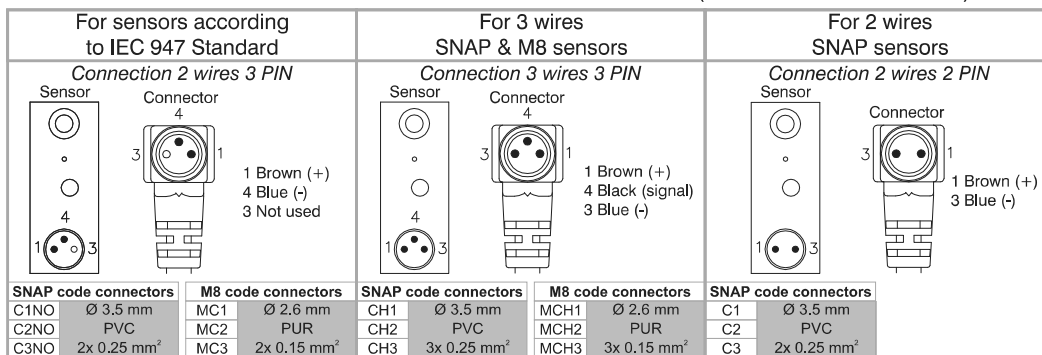 For sensors according
to IEC 947 Standard
Connection 2 wires 3 PIN
Sensor
Connector
4
3
1
1 Brown (+)
4 Blue (-)
3 Not used
4
1
3
SNAP code connectors
C1NO Ø 3.5 mm
C2NO PVC
C3NO 2x 0.25 mm²
M8 code connectors
MC1 Ø 2.6 mm
MC2 PUR
MC3 2x 0.15 mm²
For 3 wires
SNAP & M8 sensors
Connection 3 wires 3 PIN
Sensor
Connector
4
3
1
1 Brown (+)
4 Black (signal)
3 Blue (-)
4
1
3
SNAP code connectors
CH1 Ø 3.5 mm
CH2 PVC
CH3 3x 0.25 mm²
M8 code connectors
MCH1 Ø 2.6 mm
MCH2 PUR
MCH3 3x 0.15 mm²
For 2 wires
SNAP sensors
Connection 2 wires 2 PIN
Sensor
Connector
3
1
1 Brown (+)
3 Blue (-)
1
3
SNAP code connectors
C1 Ø 3.5 mm
C2 PVC
C3 2x 0.25 mm²